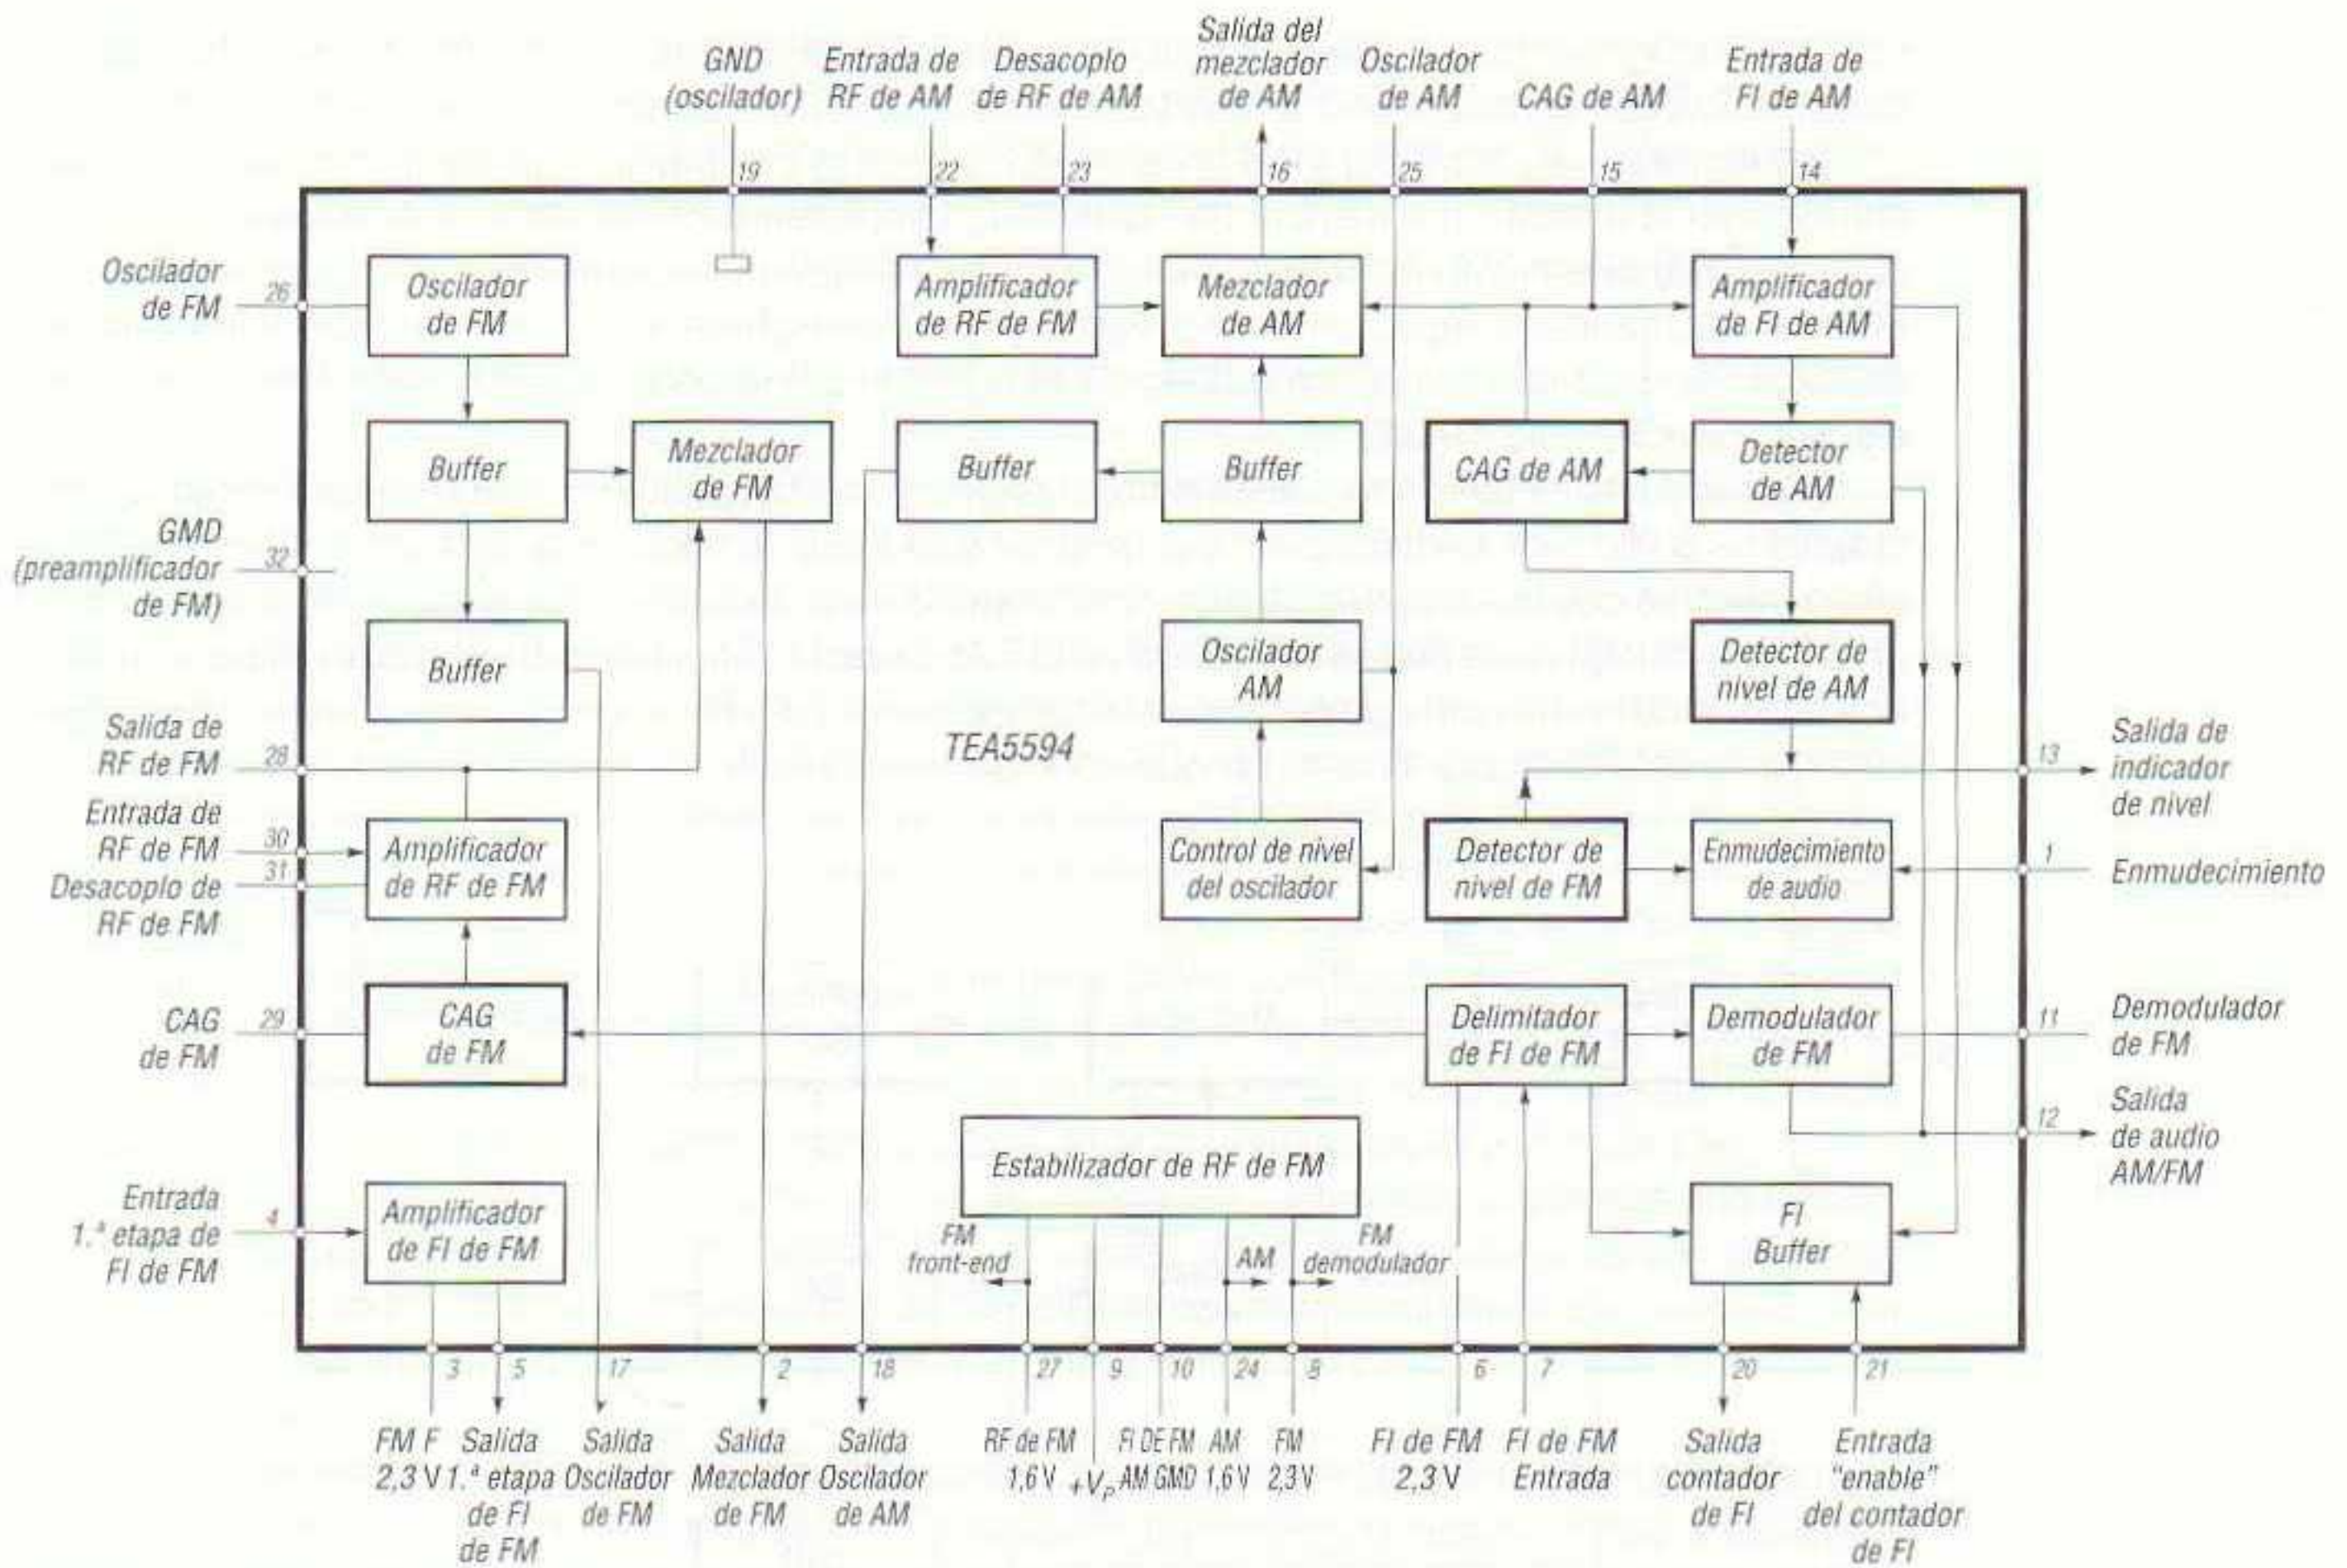 GND
(oscilador)
Entrada de
RF de AM
Desacoplo
de RF de AM
Salida del
mezclador
de AM
Oscilador
de AM
CAG de AM
Entrada de
FI de AM
19
22
23
16
25
15
14
Oscilador
de FM
26
Oscilador
de FM
Amplificador
de RF de FM
Mezclador
de AM
Amplificador
de FI de AM
Buffer
Mezclador
de FM
Buffer
Buffer
CAG de AM
Detector
de AM
GMD
(preamplificador
de FM)
32
Buffer
Oscilador
AM
Detector de
nivel de AM
TEA5594
Salida de
RF de FM
28
13
Salida de
indicador
de nivel
Entrada de
RF de FM
30
31
Desacoplo de
RF de FM
Amplificador
de RF de FM
Control de nivel
del oscilador
Detector de
nivel de FM
Enmudecimiento
de audio
1
Enmudecimiento
CAG
de FM
29
CAG
de FM
Delimitador
de FI de FM
Demodulador
de FM
11
Demodulador
de FM
12
Salida
de audio
AM/FM
Estabilizador de RF de FM
Entrada
1.ª etapa de
FI de FM
4
Amplificador
de FI de FM
FM
front-end
AM
FM
demodulador
FI
Buffer
3
5
17
2
18
27
9
10
24
6
7
20
21
FM F
2,3 V
Salida
1.ª etapa
de FI
de FM
Salida
Oscilador
de FM
Salida
Mezclador
de FM
Salida
Oscilador
de AM
RF de FM
1,6 V
+VP
FI DE FM
AM GMD
AM
1,6 V
FM
2,3 V
FI de FM
2,3 V
FI de FM
Entrada
Salida
contador
de FI
Entrada
"enable"
del contador
de FI